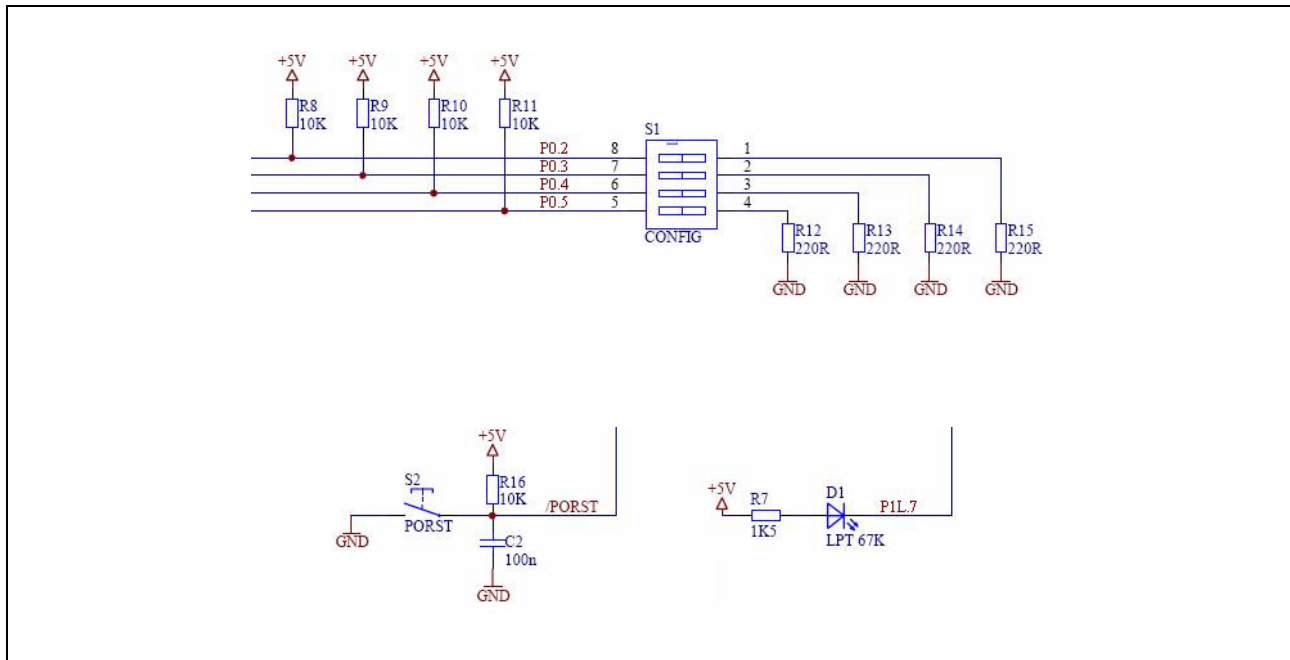 +5V +5V +5V +5V
R8 R9 R10 R11
10K 10K 10K 10K
S1
P0.2 8 1
P0.3 7 2
P0.4 6 3
P0.5 5 4
CONFIG
R12 R13 R14 R15
220R 220R 220R 220R
GND GND GND GND
+5V
S2
R16
10K
/PORST
PORST
GND
C2
100n
GND
+5V
R7
1K5
D1
P1L.7
LPT 67K